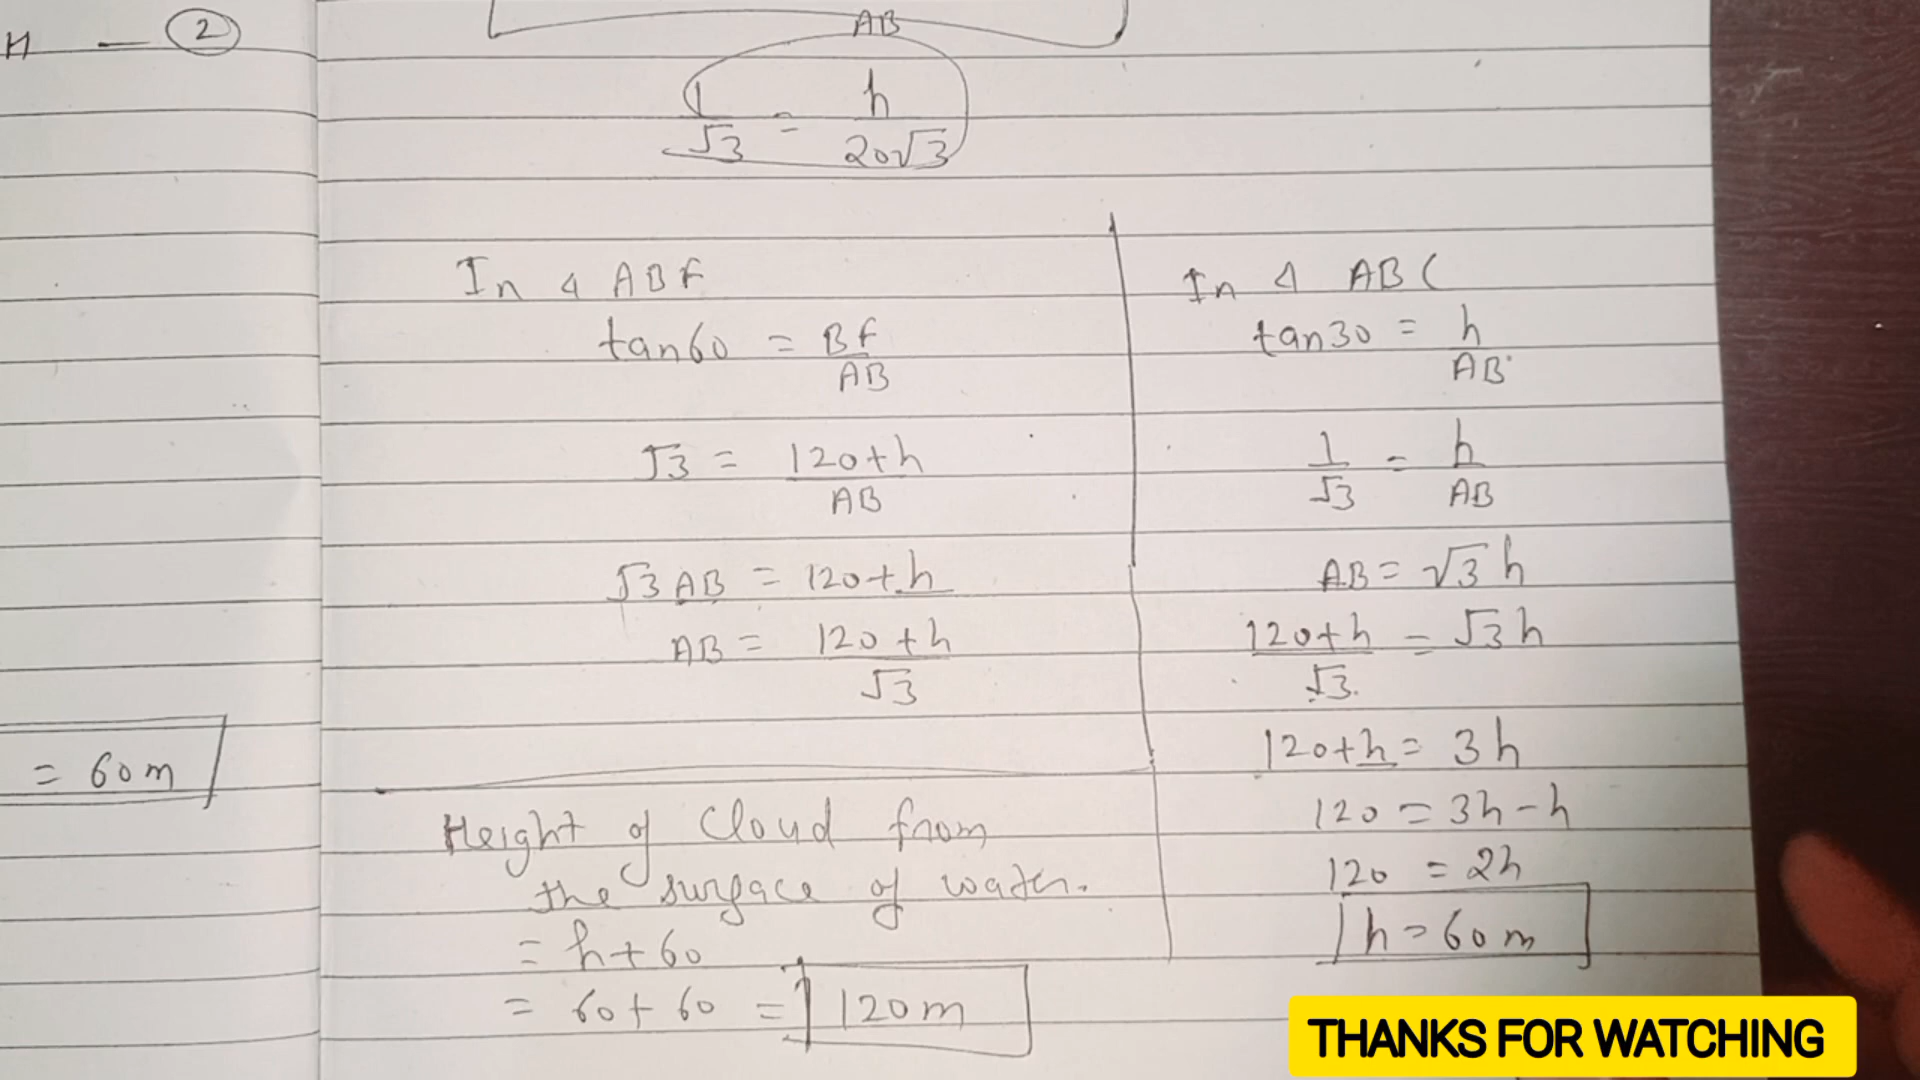 H — 2
AB
1/√3 = h/20√3
In Δ ABF
tan60 = BF/AB
√3 = 120+h/AB
√3 AB = 120+h
AB = 120+h/√3
= 60m
Height of Cloud from
the surface of water.
= h+60
= 60+60 = 120m
In Δ ABC
tan30 = h/AB
1/√3 = h/AB
AB = √3 h
120+h/√3 = √3 h
120+h = 3h
120 = 3h-h
120 = 2h
h = 60m
THANKS FOR WATCHING